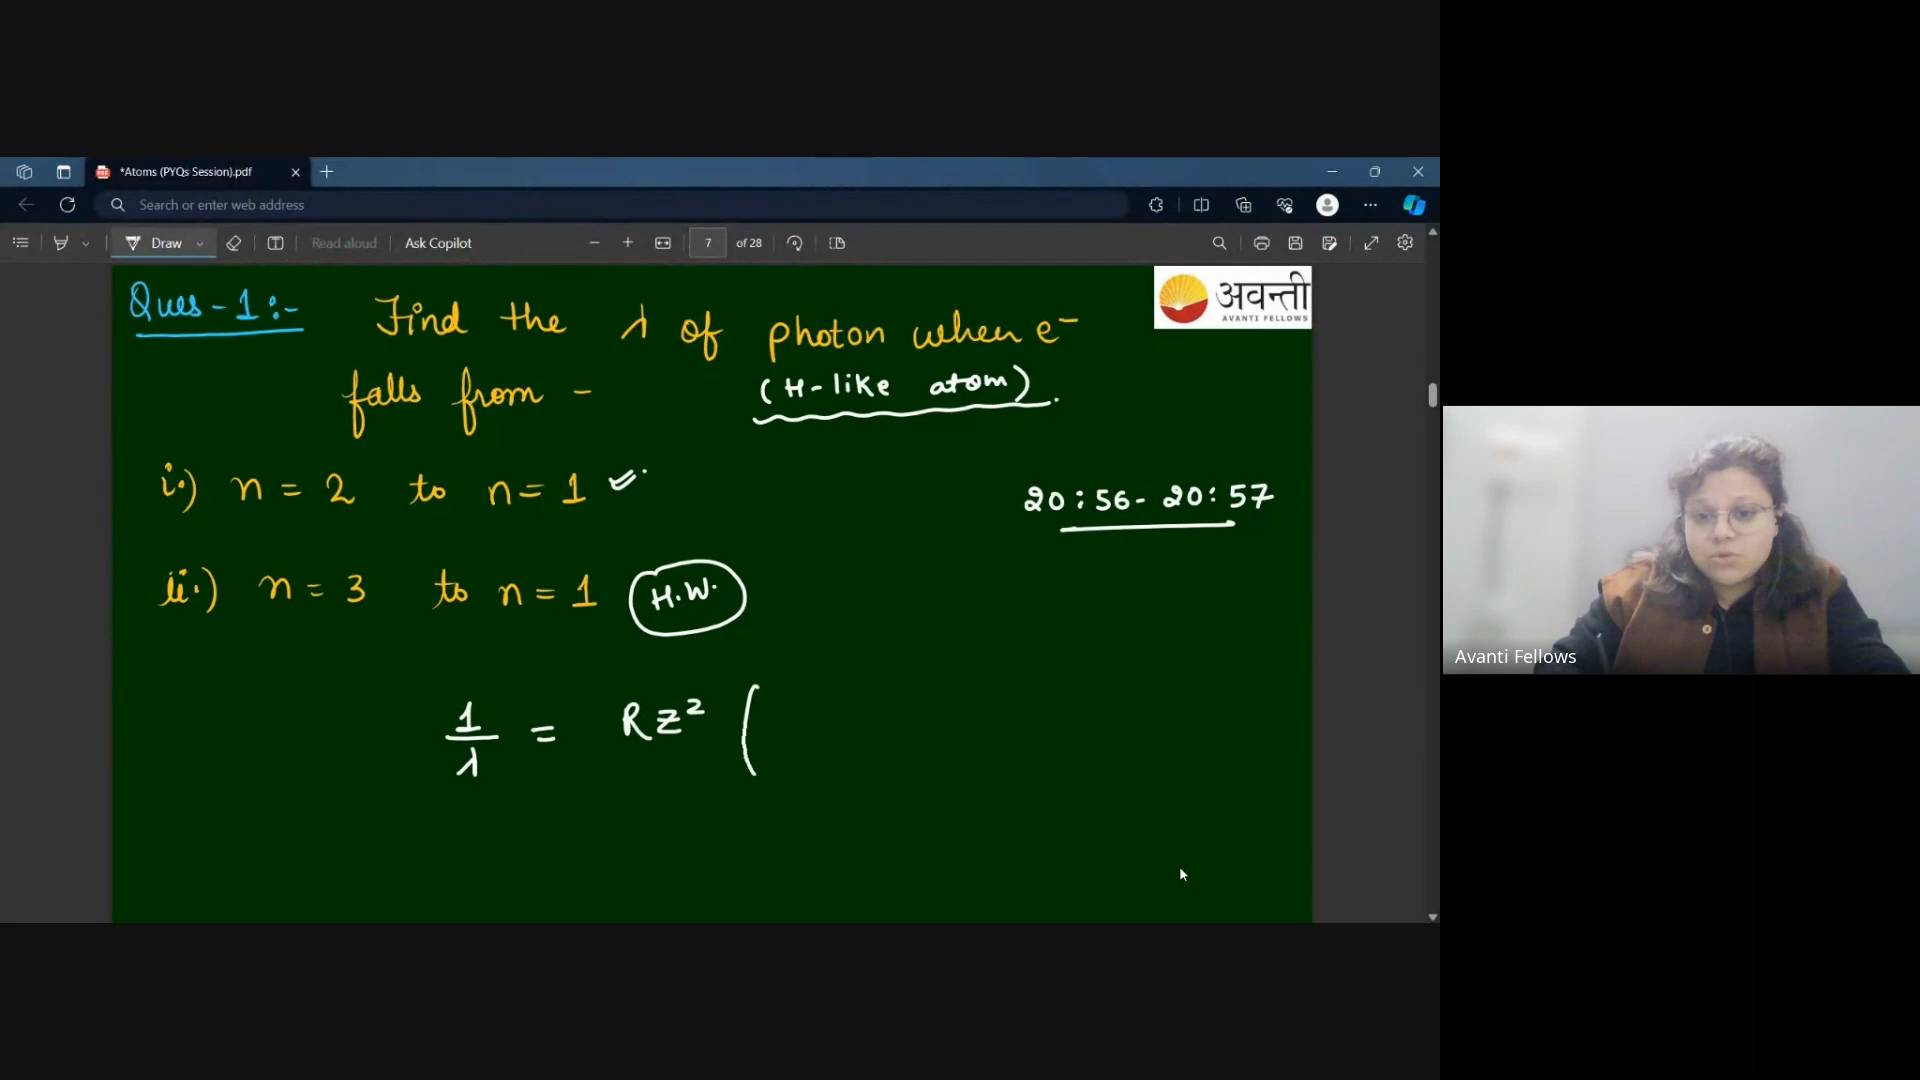 *Atoms (PYQs Session).pdf
Search or enter web address
Draw
Read aloud
Ask Copilot
7 of 28
Ques-1:- Find the λ of photon when e⁻
falls from - (H-like atom).
अवन्ती
AVANTI FELLOWS
i.) n = 2 to n = 1
20:56 - 20:57
ii.) n = 3 to n = 1 H.W.
1/λ = RZ² (
Avanti Fellows